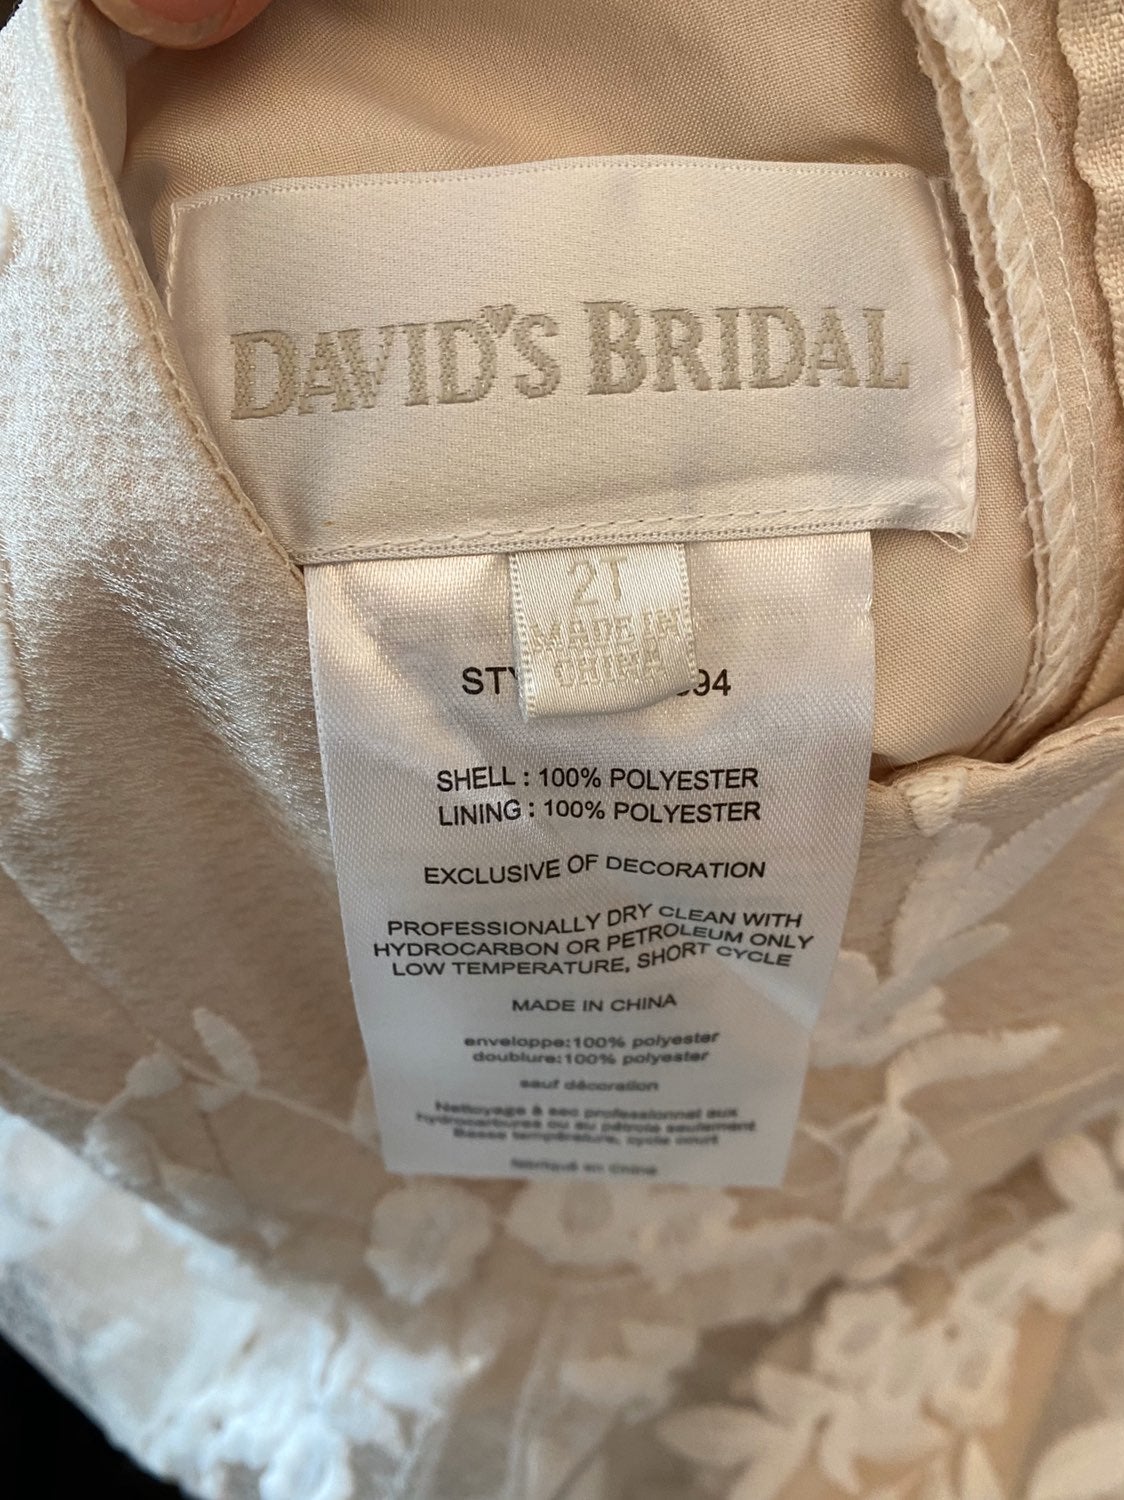 DAVID'S BRIDAL
2T
MADE IN
CHINA
STY 94
SHELL : 100% POLYESTER
LINING : 100% POLYESTER
EXCLUSIVE OF DECORATION
PROFESSIONALLY DRY CLEAN WITH
HYDROCARBON OR PETROLEUM ONLY
LOW TEMPERATURE, SHORT CYCLE
MADE IN CHINA
enveloppe:100% polyester
doublure:100% polyester
sauf décoration
Nettoyage à sec professionnel aux
hydrocarbures ou au pétrole seulement
Basse température, cycle court
fabriqué en Chine